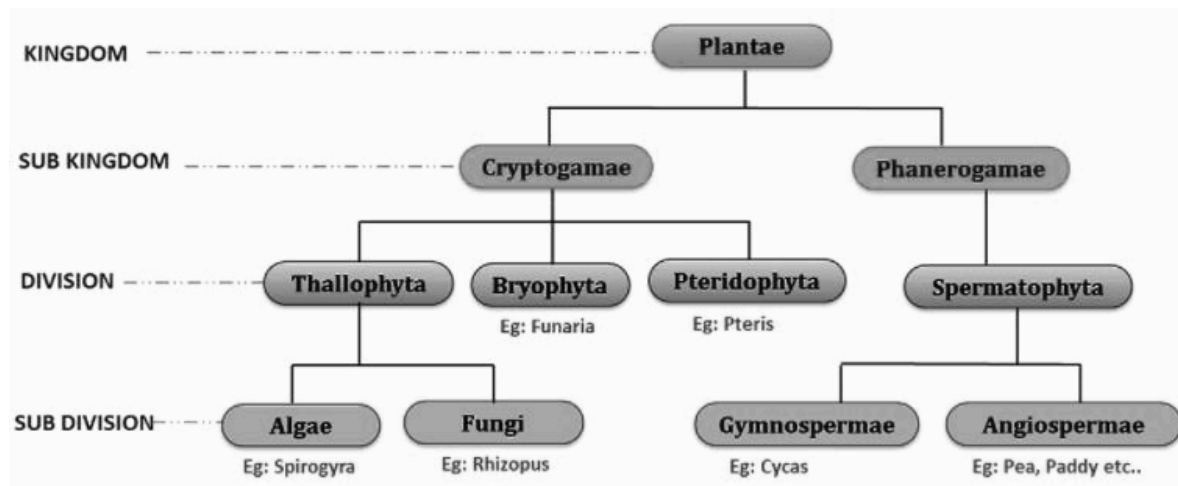 KINGDOM
Plantae
SUB KINGDOM
Cryptogamae
Phanerogamae
DIVISION
Thallophyta
Bryophyta
Pteridophyta
Spermatophyta
Eg: Funaria
Eg: Pteris
SUB DIVISION
Algae
Fungi
Gymnospermae
Angiospermae
Eg: Spirogyra
Eg: Rhizopus
Eg: Cycas
Eg: Pea, Paddy etc..